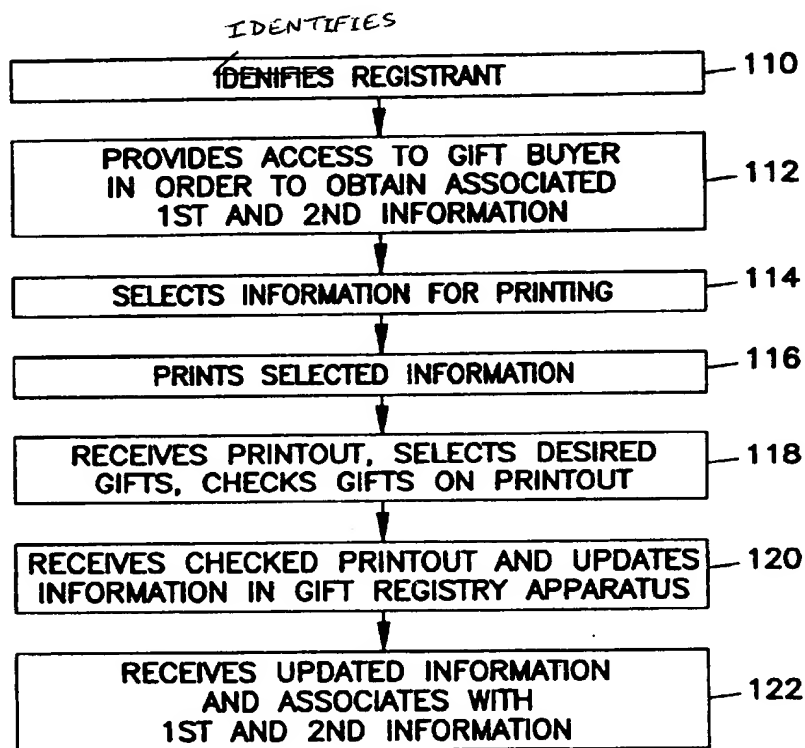 IDENTIFIES
IDENIFIES REGISTRANT
110
PROVIDES ACCESS TO GIFT BUYER
IN ORDER TO OBTAIN ASSOCIATED
1ST AND 2ND INFORMATION
112
SELECTS INFORMATION FOR PRINTING
114
PRINTS SELECTED INFORMATION
116
RECEIVES PRINTOUT, SELECTS DESIRED
GIFTS, CHECKS GIFTS ON PRINTOUT
118
RECEIVES CHECKED PRINTOUT AND UPDATES
INFORMATION IN GIFT REGISTRY APPARATUS
120
RECEIVES UPDATED INFORMATION
AND ASSOCIATES WITH
1ST AND 2ND INFORMATION
122